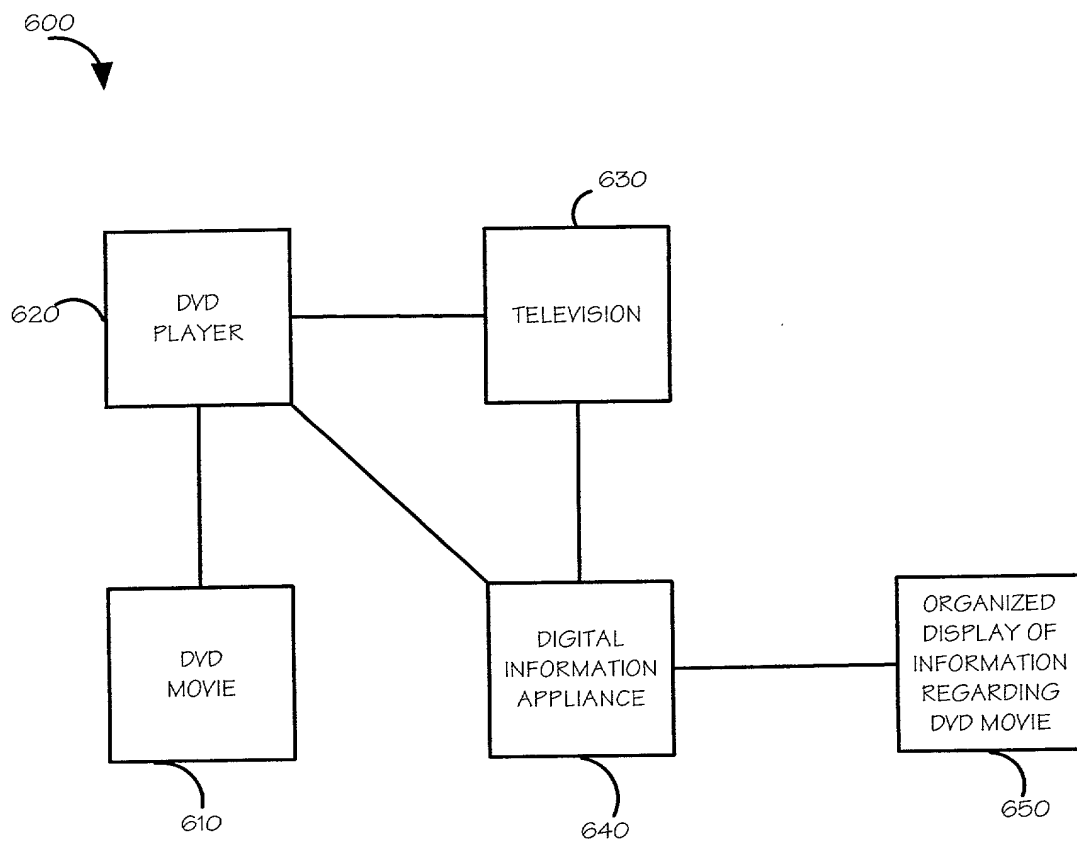 600
630
620
DVD
PLAYER
TELEVISION
DVD
MOVIE
DIGITAL
INFORMATION
APPLIANCE
ORGANIZED
DISPLAY OF
INFORMATION
REGARDING
DVD MOVIE
610
640
650